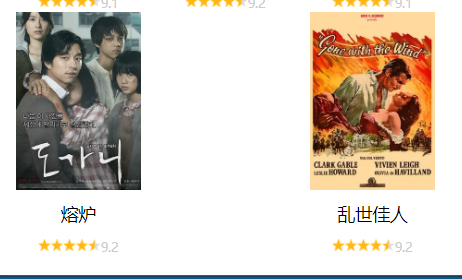 9.1
9.2
9.1
도가니
Gone with the Wind
CLARK GABLE
VIVIEN LEIGH
LESLIE HOWARD
OLIVIA de HAVILLAND
熔炉
乱世佳人
9.2
9.2